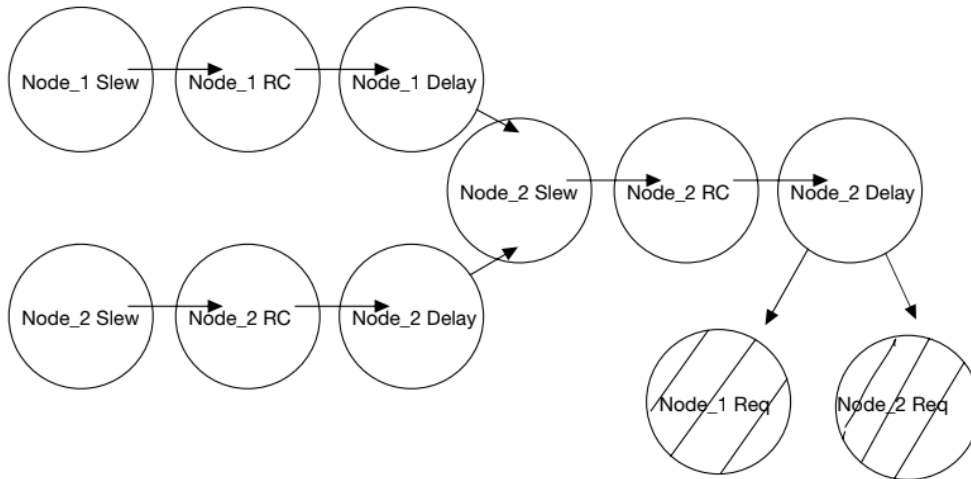 Node_1 Slew
Node_1 RC
Node_1 Delay
Node_2 Slew
Node_2 RC
Node_2 Delay
Node_2 Slew
Node_2 RC
Node_2 Delay
Node_1 Req
Node_2 Req